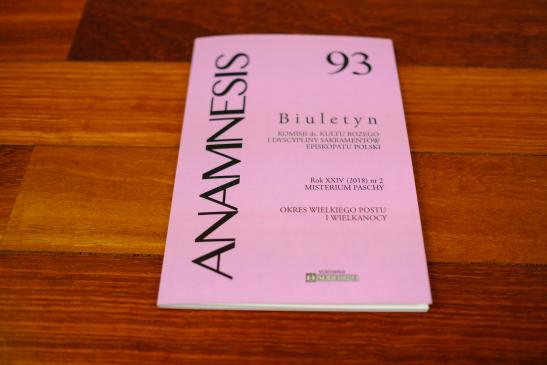 ANAMNESIS
93
Biuletyn
KOMISJI ds. KULTU BOŻEGO
I DYSCYPLINY SAKRAMENTÓW
EPISKOPATU POLSKI
Rok XXIV (2018) nr 2
MISTERIUM PASCHY
OKRES WIELKIEGO POSTU
I WIELKANOCY